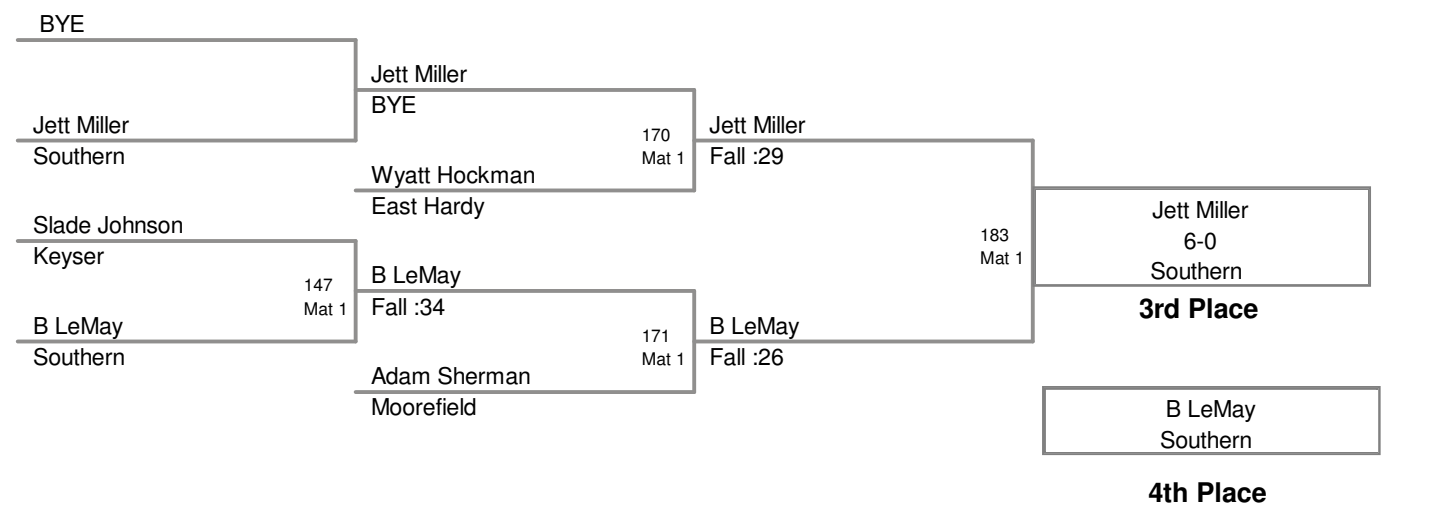 BYE
Jett Miller
Southern
Slade Johnson
Keyser
147
Mat 1
B LeMay
Southern
Jett Miller
BYE
170
Mat 1
Wyatt Hockman
East Hardy
B LeMay
Fall :34
171
Mat 1
Adam Sherman
Moorefield
Jett Miller
Fall :29
183
Mat 1
B LeMay
Fall :26
Jett Miller
6-0
Southern
3rd Place
B LeMay
Southern
4th Place